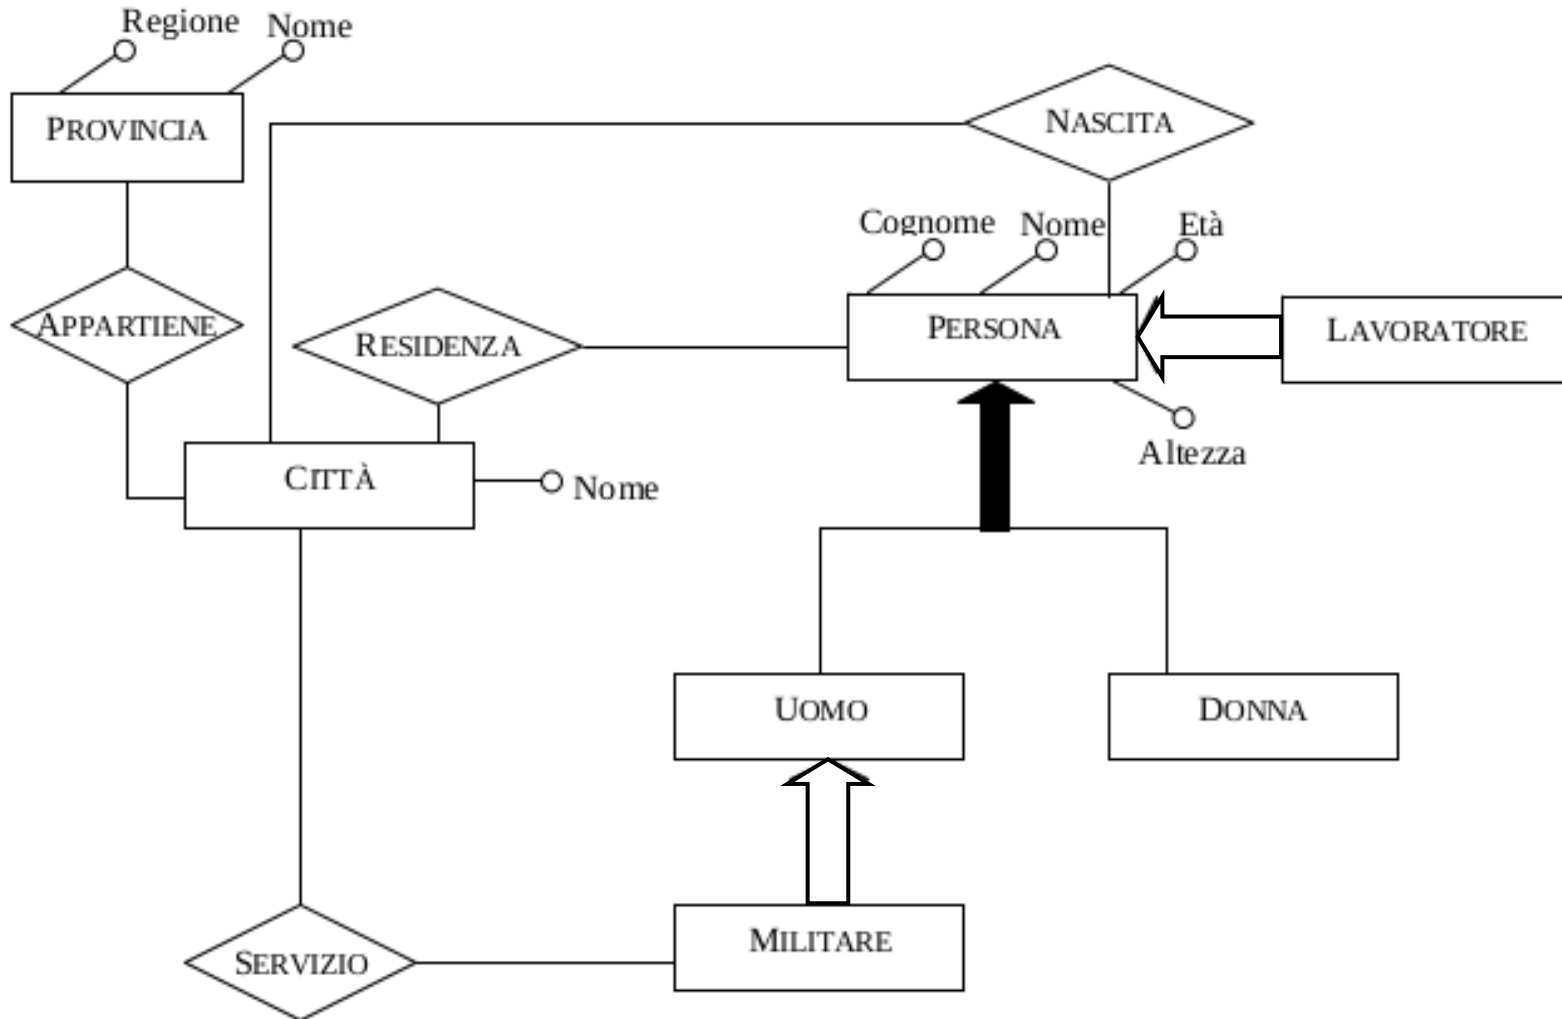 Regione
Nome
PROVINCIA
NASCITA
Cognome
Nome
Età
APPARTIENE
RESIDENZA
PERSONA
LAVORATORE
Altezza
CITTÀ
Nome
UOMO
DONNA
MILITARE
SERVIZIO